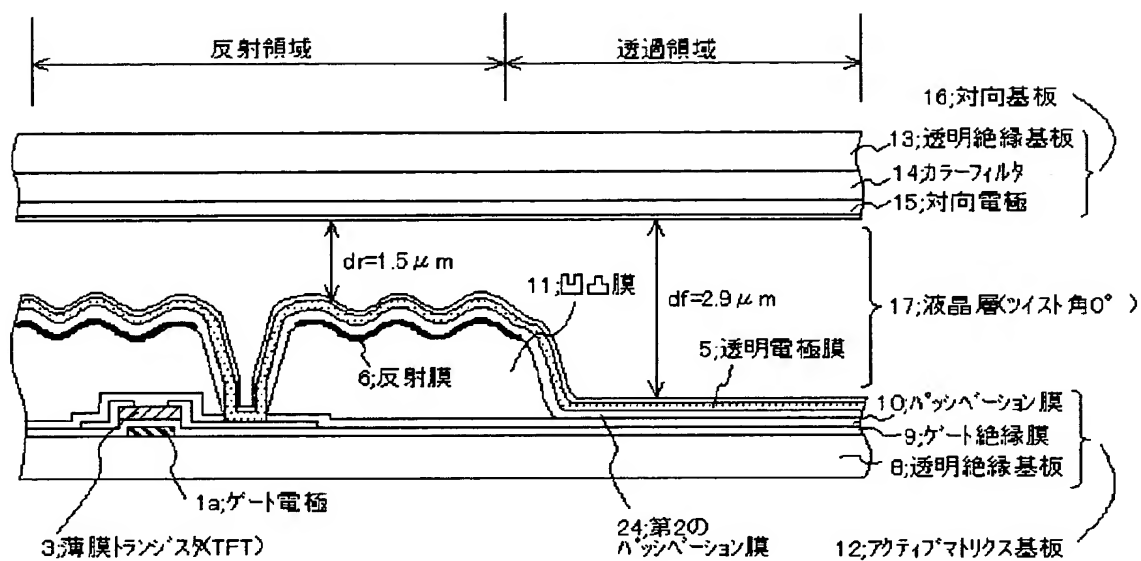 反射領域
透過領域
16;対向基板
13;透明絶縁基板
14;カラーフィルタ
15;対向電極
dr=1.5μm
11;凹凸膜
df=2.9μm
17;液晶層(ツイスト角0°)
5;透明電極膜
6;反射膜
10;パッシベーション膜
9;ゲート絶縁膜
8;透明絶縁基板
1a;ゲート電極
3;薄膜トランジスタ(TFT)
24;第2の
パッシベーション膜
12;アクティブマトリクス基板